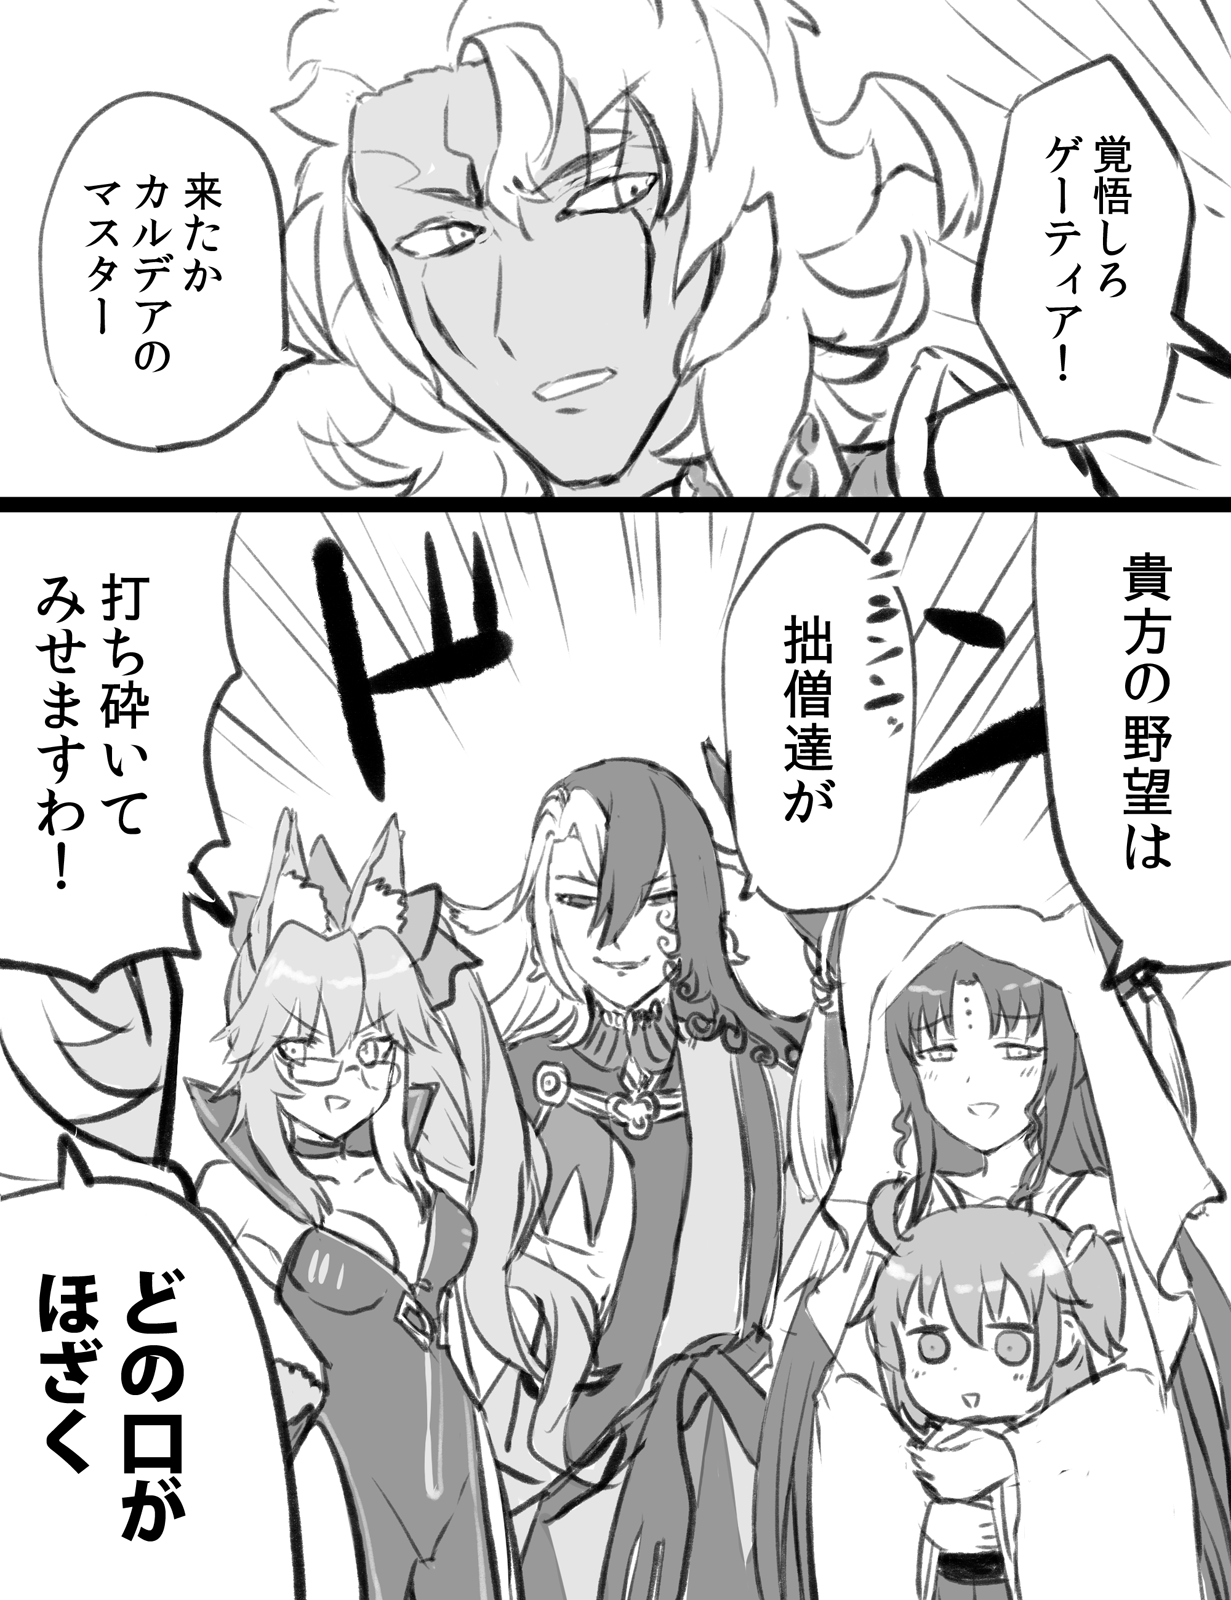 覚悟しろ
ゲーティア！
来たか
カルデアの
マスター
貴方の野望は
拙僧達が
打ち砕いて
みせますわ！
ドン
どの口が
ほざく